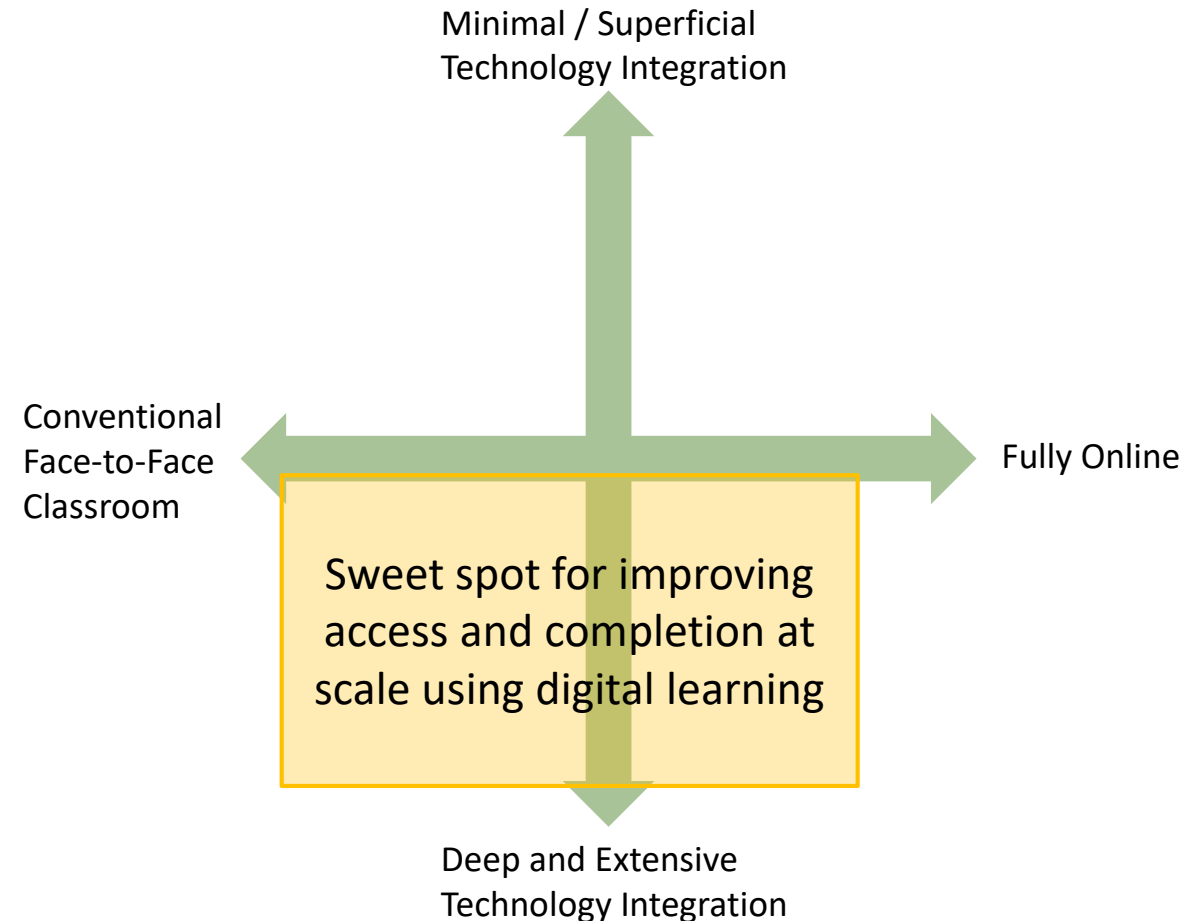 Minimal / Superficial
Technology Integration
Conventional
Face-to-Face
Classroom
Fully Online
Sweet spot for improving
access and completion at
scale using digital learning
Deep and Extensive
Technology Integration